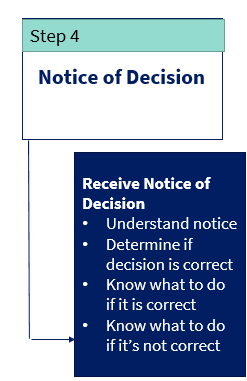 Step 4
Notice of Decision
Receive Notice of
Decision
• Understand notice
• Determine if
decision is correct
• Know what to do
if it is correct
• Know what to do
if it’s not correct